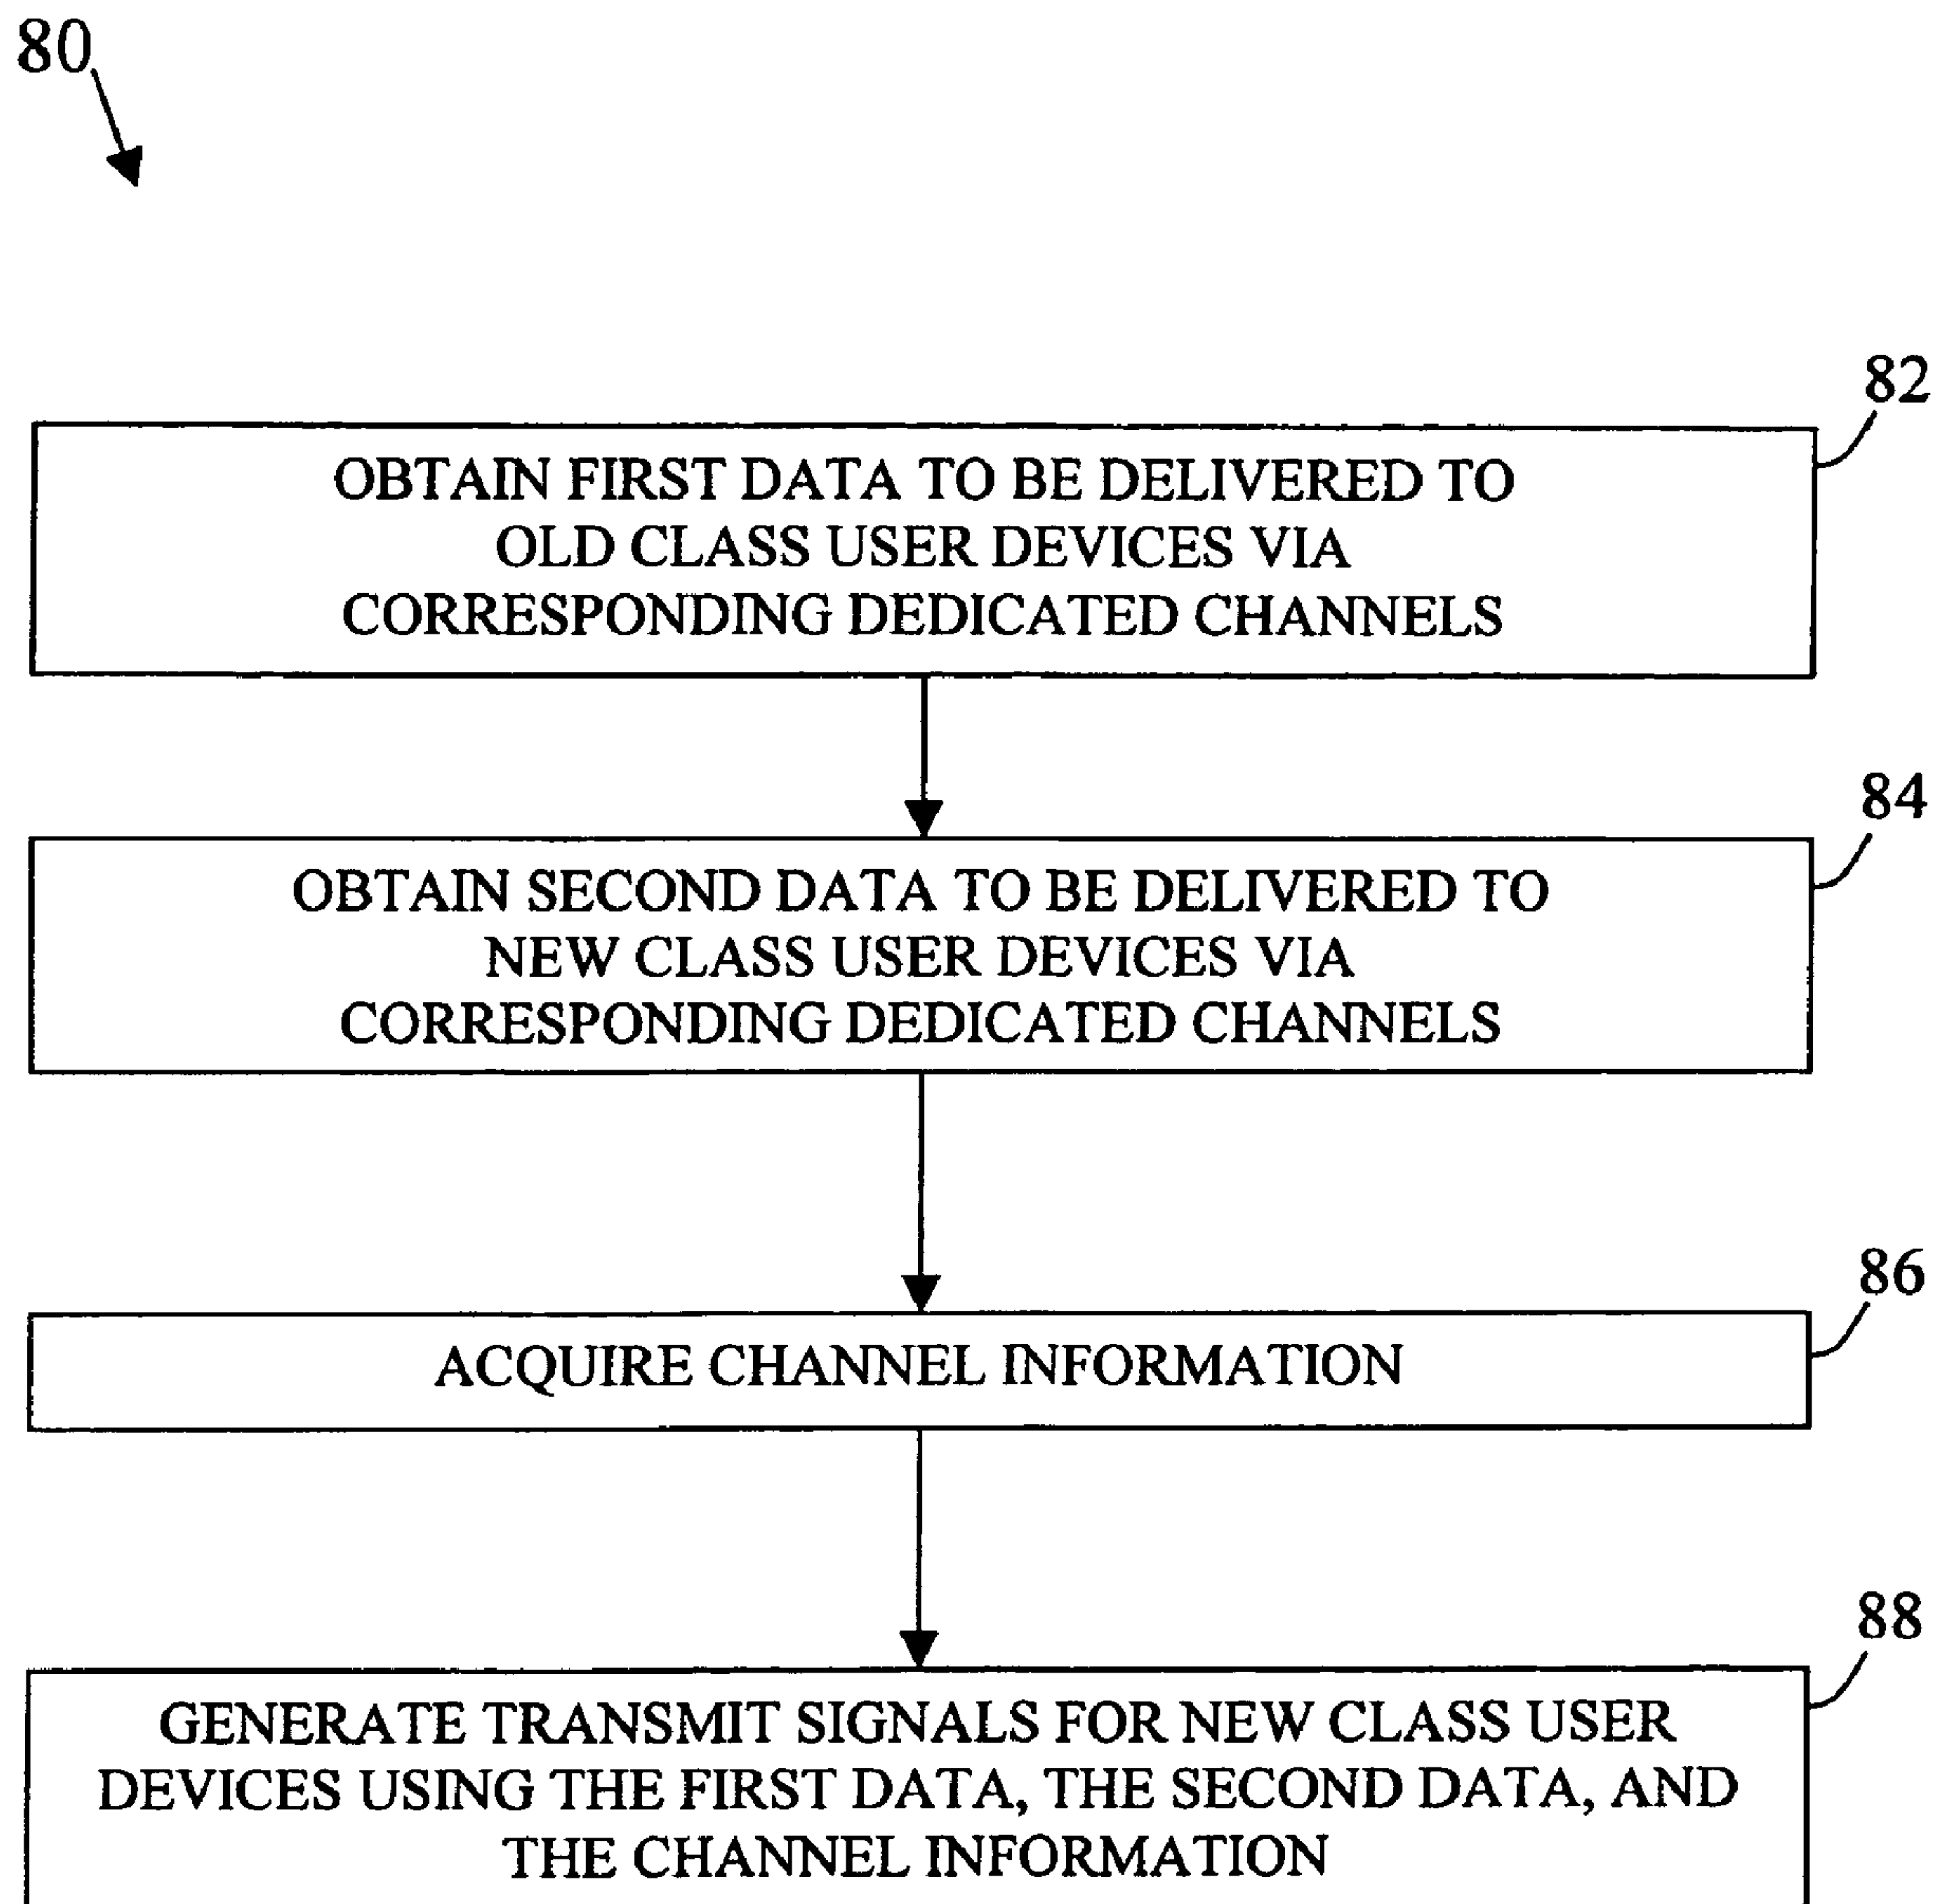 80
82
OBTAIN FIRST DATA TO BE DELIVERED TO
OLD CLASS USER DEVICES VIA
CORRESPONDING DEDICATED CHANNELS
84
OBTAIN SECOND DATA TO BE DELIVERED TO
NEW CLASS USER DEVICES VIA
CORRESPONDING DEDICATED CHANNELS
86
ACQUIRE CHANNEL INFORMATION
88
GENERATE TRANSMIT SIGNALS FOR NEW CLASS USER
DEVICES USING THE FIRST DATA, THE SECOND DATA, AND
THE CHANNEL INFORMATION